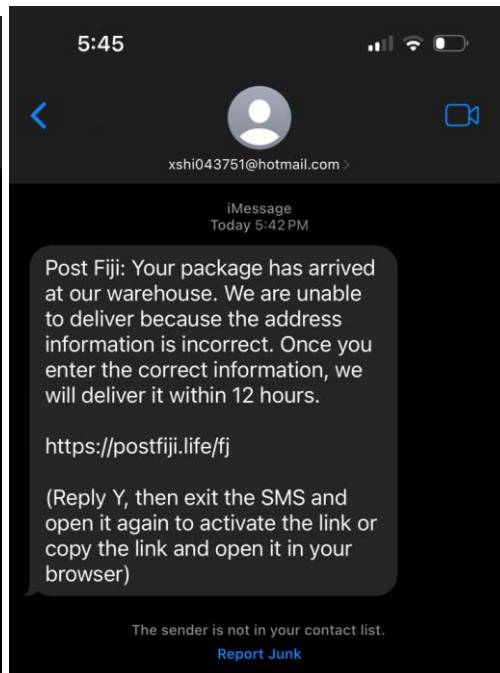 5:45
xshi043751@hotmail.com >
iMessage
Today 5:42 PM
Post Fiji: Your package has arrived
at our warehouse. We are unable
to deliver because the address
information is incorrect. Once you
enter the correct information, we
will deliver it within 12 hours.
https://postfiji.life/fj
(Reply Y, then exit the SMS and
open it again to activate the link or
copy the link and open it in your
browser)
The sender is not in your contact list.
Report Junk